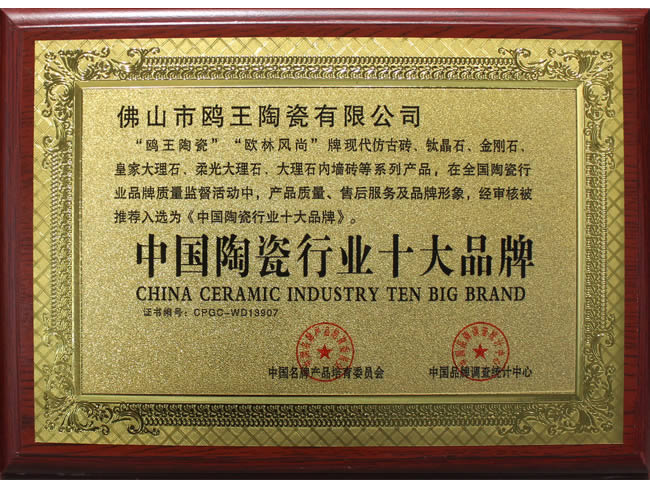 佛山市鸥王陶瓷有限公司
“鸥王陶瓷”“欧林风尚”牌现代仿古砖、钛晶石、金刚石、
皇家大理石、柔光大理石、大理石内墙砖等系列产品，在全国陶瓷行
业品牌质量监督活动中，产品质量、售后服务及品牌形象，经审核被
推荐入选为《中国陶瓷行业十大品牌》。
中国陶瓷行业十大品牌
CHINA CERAMIC INDUSTRY TEN BIG BRAND
证书编号：CPGC-WD13907
中国名牌产品培育委员会
中国品牌调查统计中心